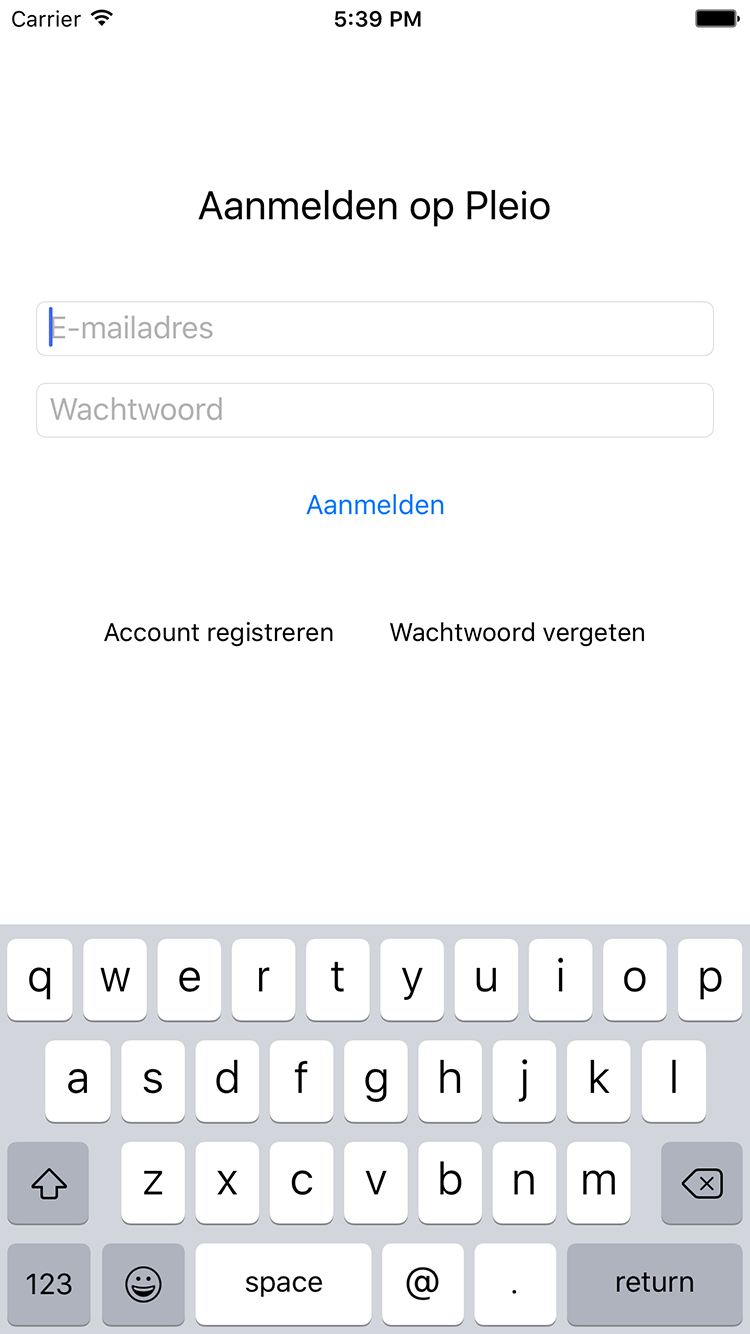 Carrier 5:39 PM
Aanmelden op Pleio
E-mailadres
Wachtwoord
Aanmelden
Account registreren Wachtwoord vergeten
q w e r t y u i o p
a s d f g h j k l
z x c v b n m
123 space @ . return